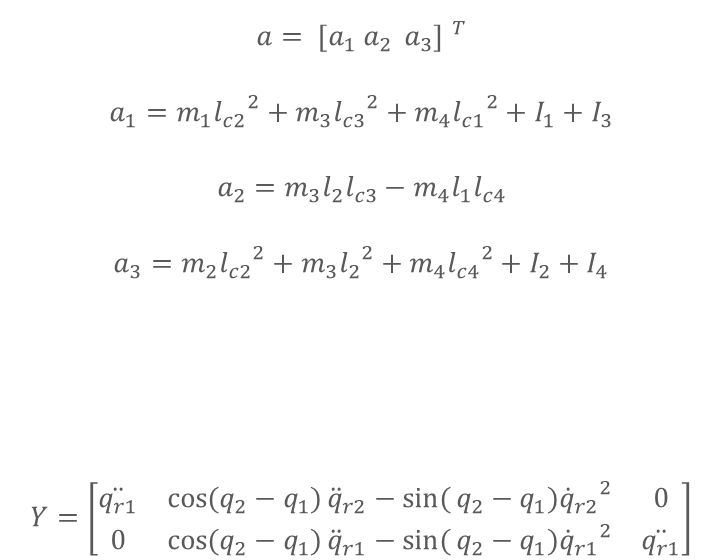 a = [a₁ a₂ a₃] ᵀ
a₁ = m₁l_c2² + m₃l_c3² + m₄l_c1² + I₁ + I₃
a₂ = m₃l₂l_c3 − m₄l₁l_c4
a₃ = m₂l_c2² + m₃l₂² + m₄l_c4² + I₂ + I₄
Y = [ q̈_r1 cos(q₂ − q₁) q̈_r2 − sin( q₂ − q₁)q̇_r2² 0
0 cos(q₂ − q₁) q̈_r1 − sin( q₂ − q₁)q̇_r1² q̈_r1 ]